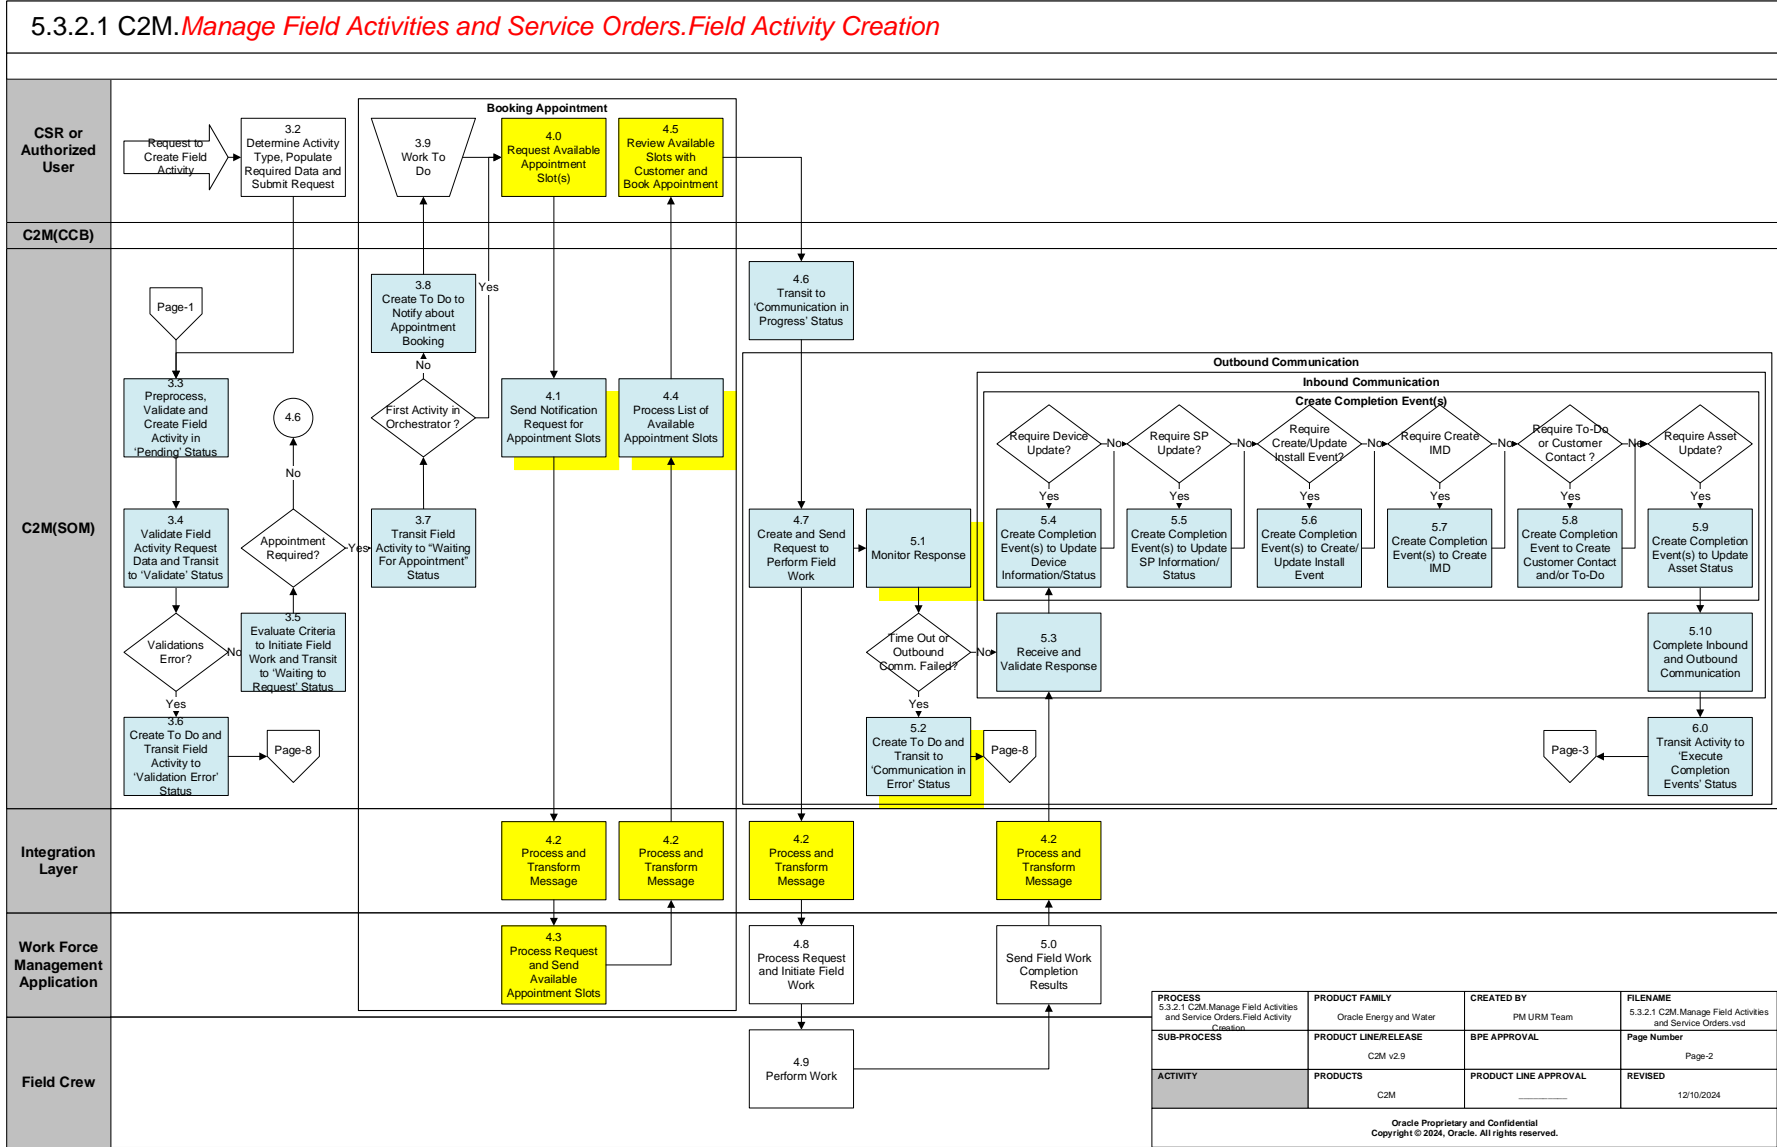 5.3.2.1 C2M.Manage Field Activities and Service Orders.Field Activity Creation
CSR or
Authorized
User
Request to
Create Field
Activity
3.2
Determine Activity
Type, Populate
Required Data and
Submit Request
Booking Appointment
3.9
Work To
Do
4.0
Request Available
Appointment
Slot(s)
4.5
Review Available
Slots with
Customer and
Book Appointment
C2M(CCB)
C2M(SOM)
Page-1
3.3
Preprocess,
Validate and
Create Field
Activity in
'Pending' Status
3.4
Validate Field
Activity Request
Data and Transit
to 'Validate' Status
Validations
Error?
No
Yes
3.5
Evaluate Criteria
to Initiate Field
Work and Transit
to 'Waiting to
Request' Status
3.6
Create To Do and
Transit Field
Activity to
'Validation Error'
Status
Page-8
4.6
No
Appointment
Required?
Yes
3.7
Transit Field
Activity to "Waiting
For Appointment"
Status
First Activity in
Orchestrator ?
No
Yes
3.8
Create To Do to
Notify about
Appointment
Booking
4.1
Send Notification
Request for
Appointment Slots
4.4
Process List of
Available
Appointment Slots
4.6
Transit to
'Communication in
Progress' Status
Outbound Communication
Inbound Communication
Create Completion Event(s)
Require Device
Update?
No
Require SP
Update?
No
Require
Create/Update
Install Event?
No
Require Create
IMD
No
Require To-Do
or Customer
Contact ?
No
Require Asset
Update?
Yes
Yes
Yes
Yes
Yes
Yes
4.7
Create and Send
Request to
Perform Field
Work
5.1
Monitor Response
5.4
Create Completion
Event(s) to Update
Device
Information/Status
5.5
Create Completion
Event(s) to Update
SP Information/
Status
5.6
Create Completion
Event(s) to Create/
Update Install
Event
5.7
Create Completion
Event(s) to Create
IMD
5.8
Create Completion
Event to Create
Customer Contact
and/or To-Do
5.9
Create Completion
Event(s) to Update
Asset Status
Time Out or
Outbound
Comm. Failed?
No
Yes
5.3
Receive and
Validate Response
5.10
Complete Inbound
and Outbound
Communication
5.2
Create To Do and
Transit to
'Communication in
Error' Status
Page-8
Page-3
6.0
Transit Activity to
'Execute
Completion
Events' Status
Integration
Layer
4.2
Process and
Transform
Message
4.2
Process and
Transform
Message
4.2
Process and
Transform
Message
4.2
Process and
Transform
Message
Work Force
Management
Application
4.3
Process Request
and Send
Available
Appointment Slots
4.8
Process Request
and Initiate Field
Work
5.0
Send Field Work
Completion
Results
Field Crew
4.9
Perform Work
PROCESS
5.3.2.1 C2M.Manage Field Activities
and Service Orders.Field Activity
Creation
PRODUCT FAMILY
Oracle Energy and Water
CREATED BY
PM URM Team
FILENAME
5.3.2.1 C2M.Manage Field Activities
and Service Orders.vsd
SUB-PROCESS
PRODUCT LINE/RELEASE
C2M v2.9
BPE APPROVAL
Page Number
Page-2
ACTIVITY
PRODUCTS
C2M
PRODUCT LINE APPROVAL
___________
REVISED
12/10/2024
Oracle Proprietary and Confidential
Copyright © 2024, Oracle. All rights reserved.